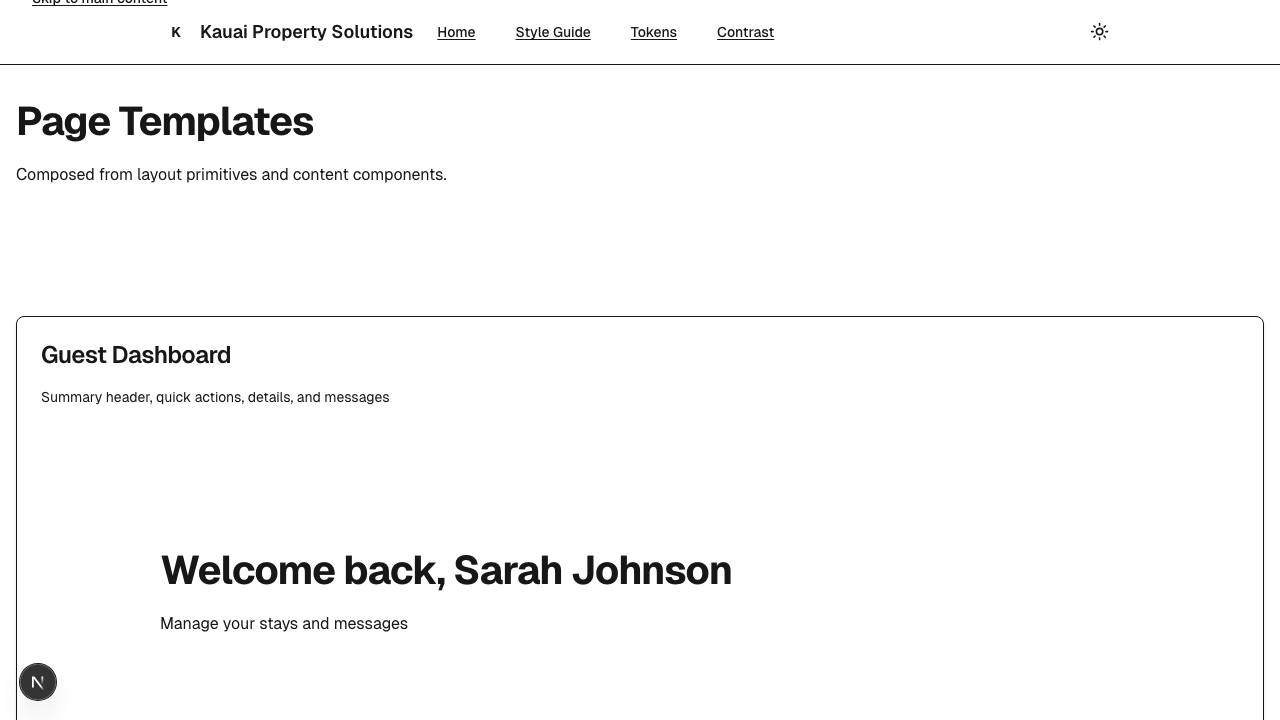 Skip to main content
K Kauai Property Solutions Home Style Guide Tokens Contrast
Page Templates
Composed from layout primitives and content components.
Guest Dashboard
Summary header, quick actions, details, and messages
Welcome back, Sarah Johnson
Manage your stays and messages
N